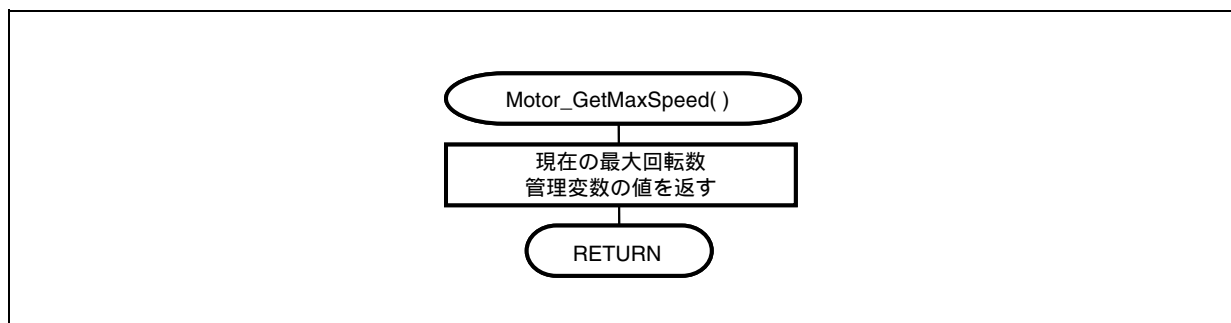 Motor_GetMaxSpeed( )
現在の最大回転数
管理変数の値を返す
RETURN